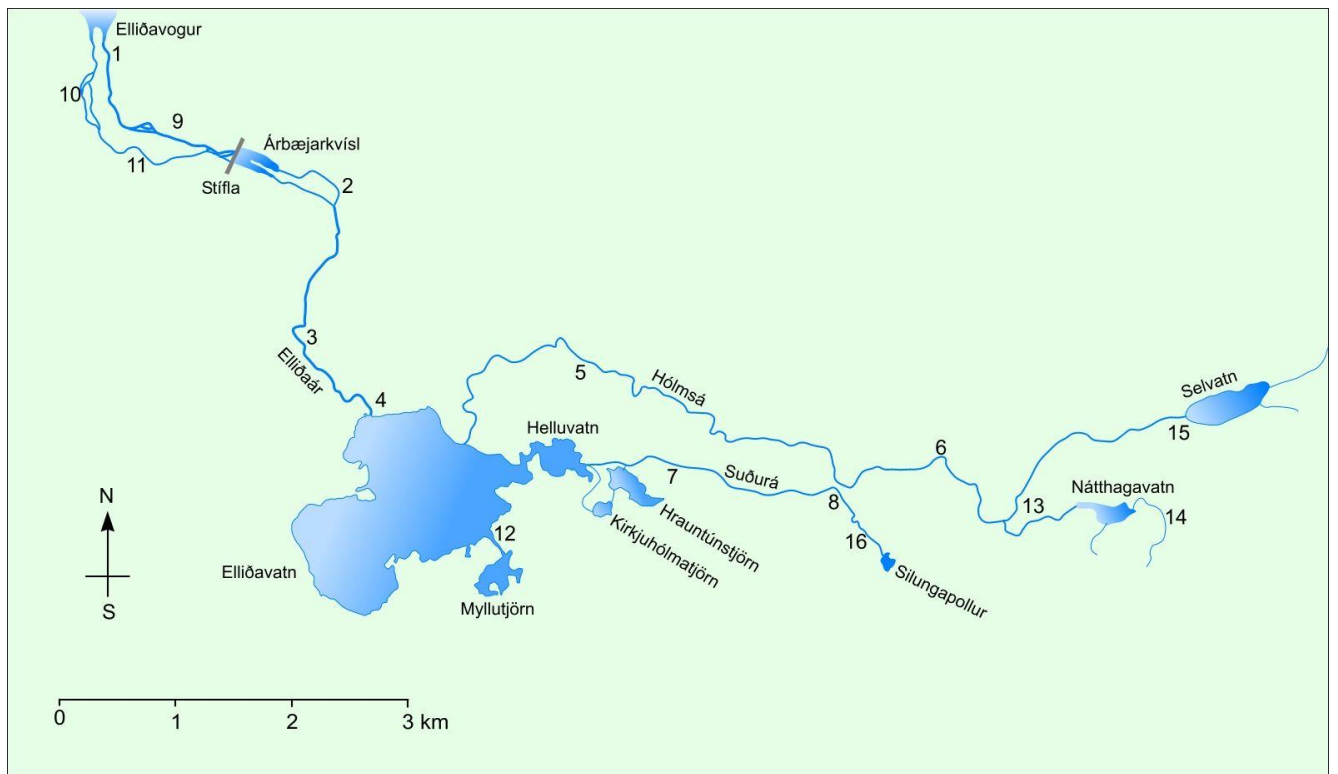 Elliðavogur
1
10
9
Árbæjarkvísl
11
Stífla
2
3
Elliðaár
4
5
Hólmsá
Selvatn
15
Helluvatn
6
7
Suðurá
Nátthagavatn
8
13
14
Hrauntúnstjörn
Kirkjuhólmatjörn
12
16
Silungapollur
N
S
Elliðavatn
Myllutjörn
0 1 2 3 km